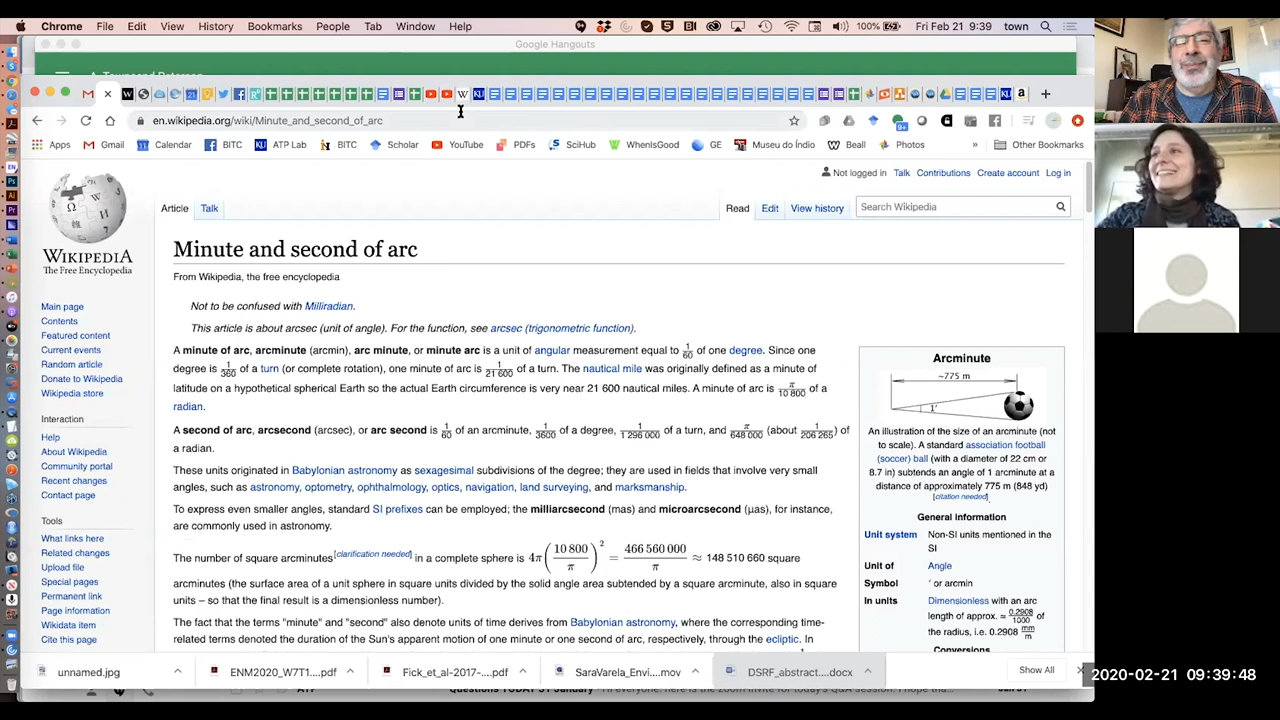 Chrome File Edit View History Bookmarks People Tab Window Help 100% Fri Feb 21 9:39 town
Google Hangouts
en.wikipedia.org/wiki/Minute_and_second_of_arc
Apps Gmail Calendar BITC ATP Lab BITC Scholar YouTube PDFs SciHub WhenIsGood GE Museu do Índio Beall Photos » Other Bookmarks
Not logged in Talk Contributions Create account Log in
Article Talk Read Edit View history Search Wikipedia
WIKIPEDIA
The Free Encyclopedia
Main page
Contents
Featured content
Current events
Random article
Donate to Wikipedia
Wikipedia store
Interaction
Help
About Wikipedia
Community portal
Recent changes
Contact page
Tools
What links here
Related changes
Upload file
Special pages
Permanent link
Page information
Wikidata item
Cite this page
Minute and second of arc
From Wikipedia, the free encyclopedia
Not to be confused with Milliradian.
This article is about arcsec (unit of angle). For the function, see arcsec (trigonometric function).
A minute of arc, arcminute (arcmin), arc minute, or minute arc is a unit of angular measurement equal to 1/60 of one degree. Since one
degree is 1/360 of a turn (or complete rotation), one minute of arc is 1/21 600 of a turn. The nautical mile was originally defined as a minute of
latitude on a hypothetical spherical Earth so the actual Earth circumference is very near 21 600 nautical miles. A minute of arc is π/10 800 of a
radian.
A second of arc, arcsecond (arcsec), or arc second is 1/60 of an arcminute, 1/3600 of a degree, 1/1 296 000 of a turn, and π/648 000 (about 1/206 265) of
a radian.
These units originated in Babylonian astronomy as sexagesimal subdivisions of the degree; they are used in fields that involve very small
angles, such as astronomy, optometry, ophthalmology, optics, navigation, land surveying, and marksmanship.
To express even smaller angles, standard SI prefixes can be employed; the milliarcsecond (mas) and microarcsecond (μas), for instance,
are commonly used in astronomy.
The number of square arcminutes[clarification needed] in a complete sphere is 4π(10 800/π)² = 466 560 000/π ≈ 148 510 660 square
arcminutes (the surface area of a unit sphere in square units divided by the solid angle area subtended by a square arcminute, also in square
units – so that the final result is a dimensionless number).
The fact that the terms "minute" and "second" also denote units of time derives from Babylonian astronomy, where the corresponding time-
related terms denoted the duration of the Sun's apparent motion of one minute or one second of arc, respectively, through the ecliptic. In
Arcminute
~775 m
1'
An illustration of the size of an arcminute (not
to scale). A standard association football
(soccer) ball (with a diameter of 22 cm or
8.7 in) subtends an angle of 1 arcminute at a
distance of approximately 775 m (848 yd)
[citation needed].
General information
Unit system Non-SI units mentioned in the
SI
Unit of Angle
Symbol ′ or arcmin
In units Dimensionless with an arc
length of approx. ≈ 0.2908/1000 of
the radius, i.e. 0.2908 mm/m
Conversions
unnamed.jpg ENM2020_W7T1....pdf Fick_et_al-2017-....pdf SaraVarela_Envi....mov DSRF_abstract....docx Show All
2020-02-21 09:39:48